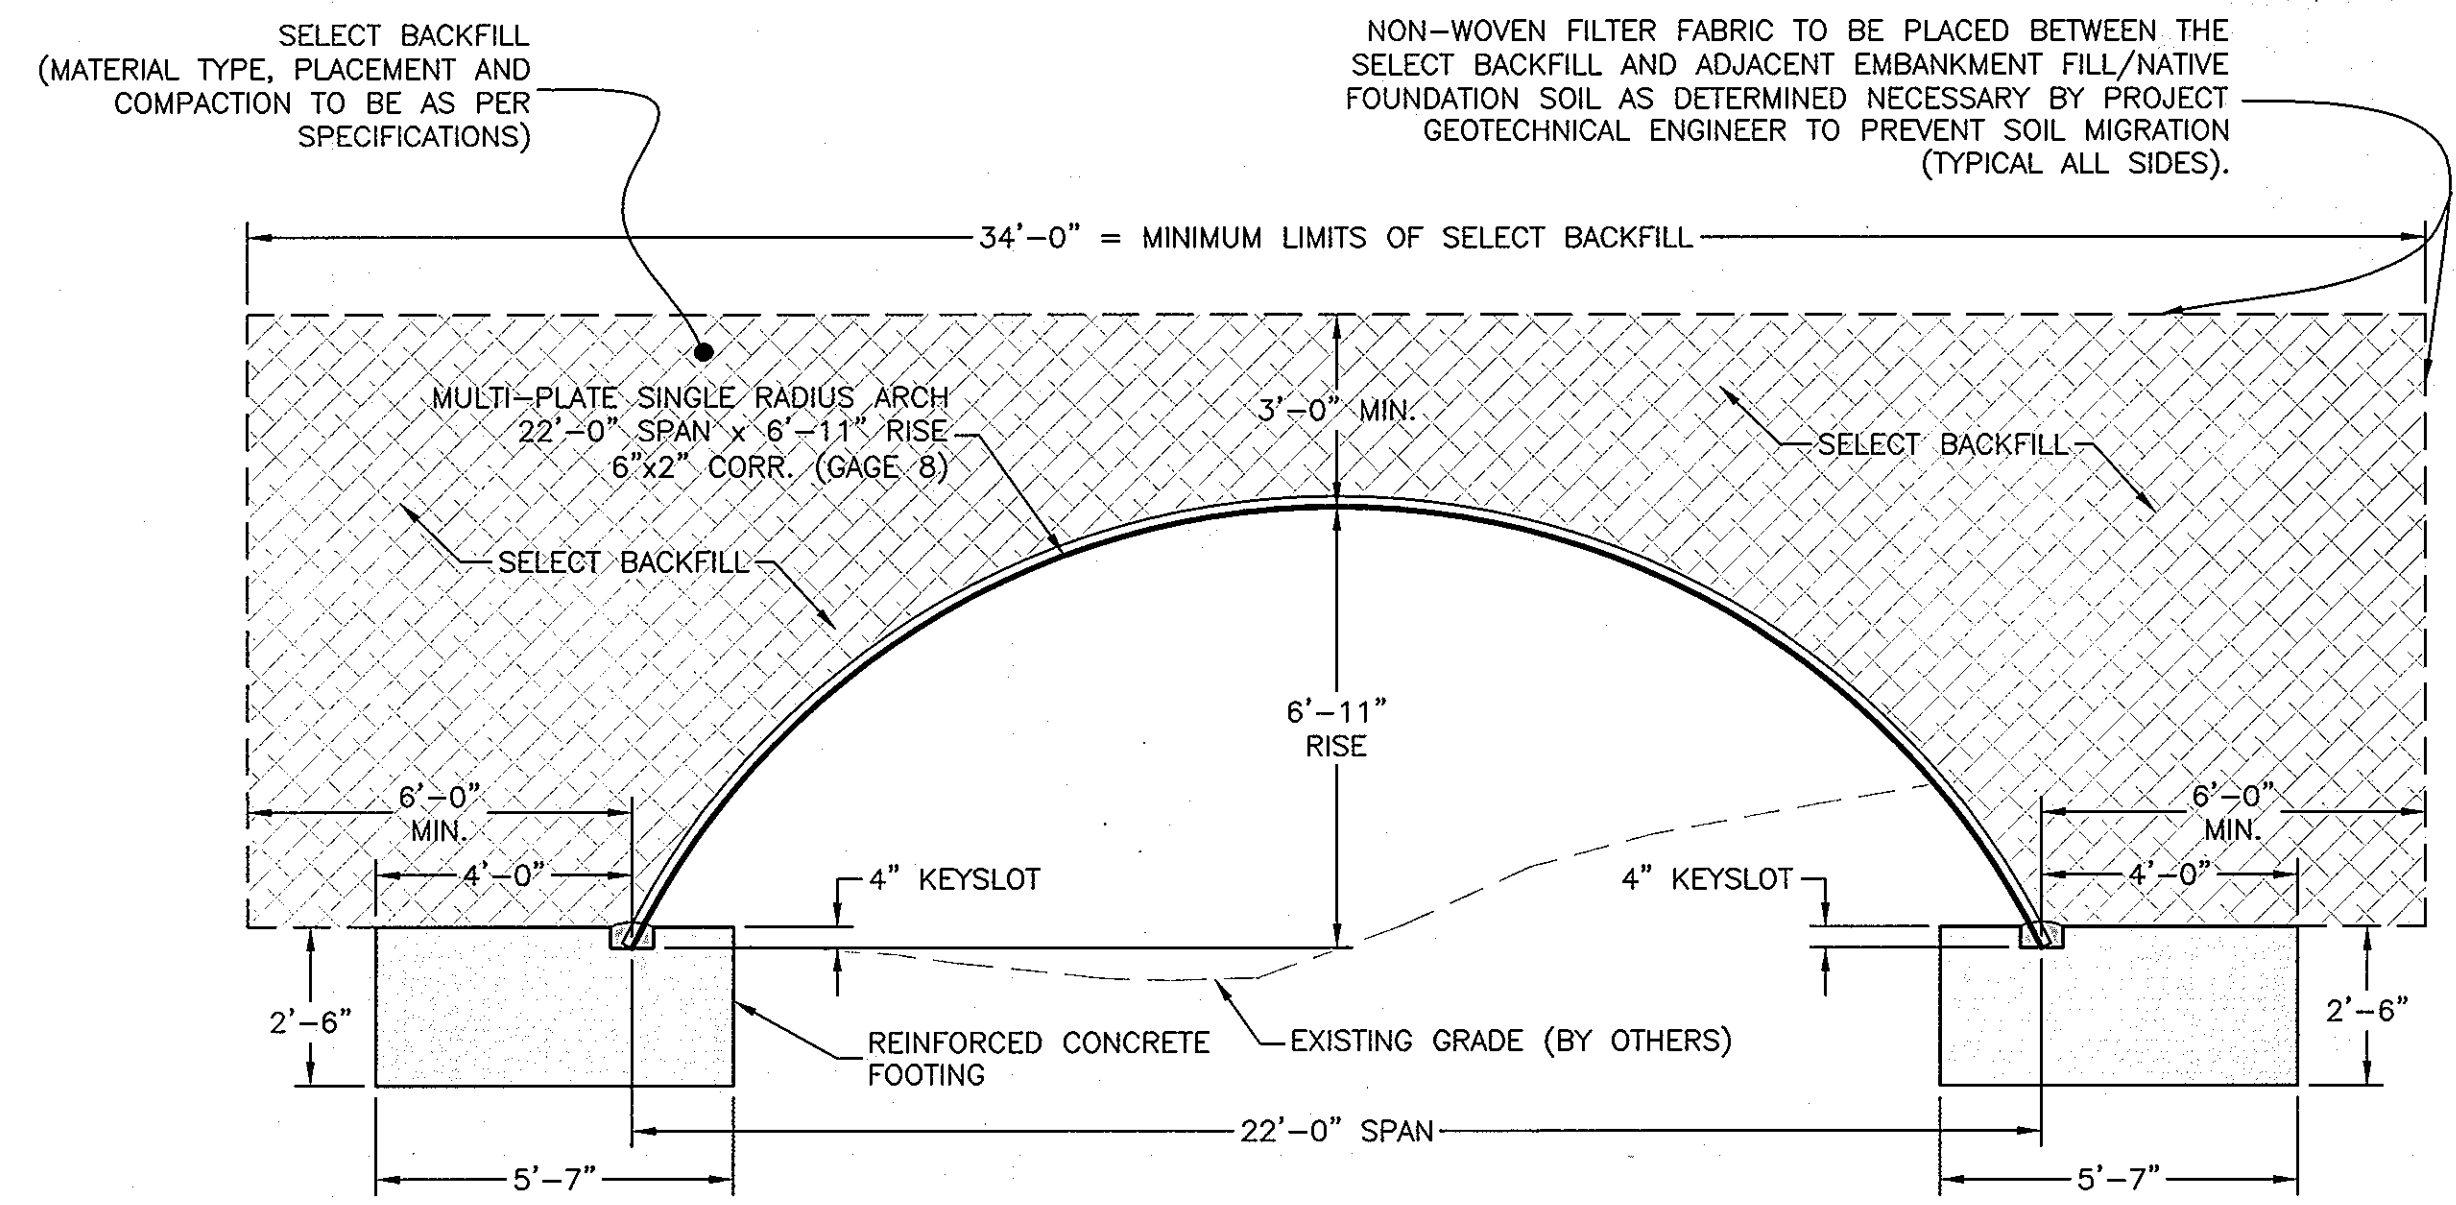 SELECT BACKFILL
(MATERIAL TYPE, PLACEMENT AND
COMPACTION TO BE AS PER
SPECIFICATIONS)
NON-WOVEN FILTER FABRIC TO BE PLACED BETWEEN THE
SELECT BACKFILL AND ADJACENT EMBANKMENT FILL/NATIVE
FOUNDATION SOIL AS DETERMINED NECESSARY BY PROJECT
GEOTECHNICAL ENGINEER TO PREVENT SOIL MIGRATION
(TYPICAL ALL SIDES).
34'-0" = MINIMUM LIMITS OF SELECT BACKFILL
MULTI-PLATE SINGLE RADIUS ARCH
22'-0" SPAN x 6'-11" RISE
6"x2" CORR. (GAGE 8)
3'-0" MIN.
SELECT BACKFILL
SELECT BACKFILL
6'-11"
RISE
6'-0"
MIN.
6'-0"
MIN.
4'-0"
4" KEYSLOT
4" KEYSLOT
4'-0"
2'-6"
2'-6"
REINFORCED CONCRETE
FOOTING
EXISTING GRADE (BY OTHERS)
22'-0" SPAN
5'-7"
5'-7"